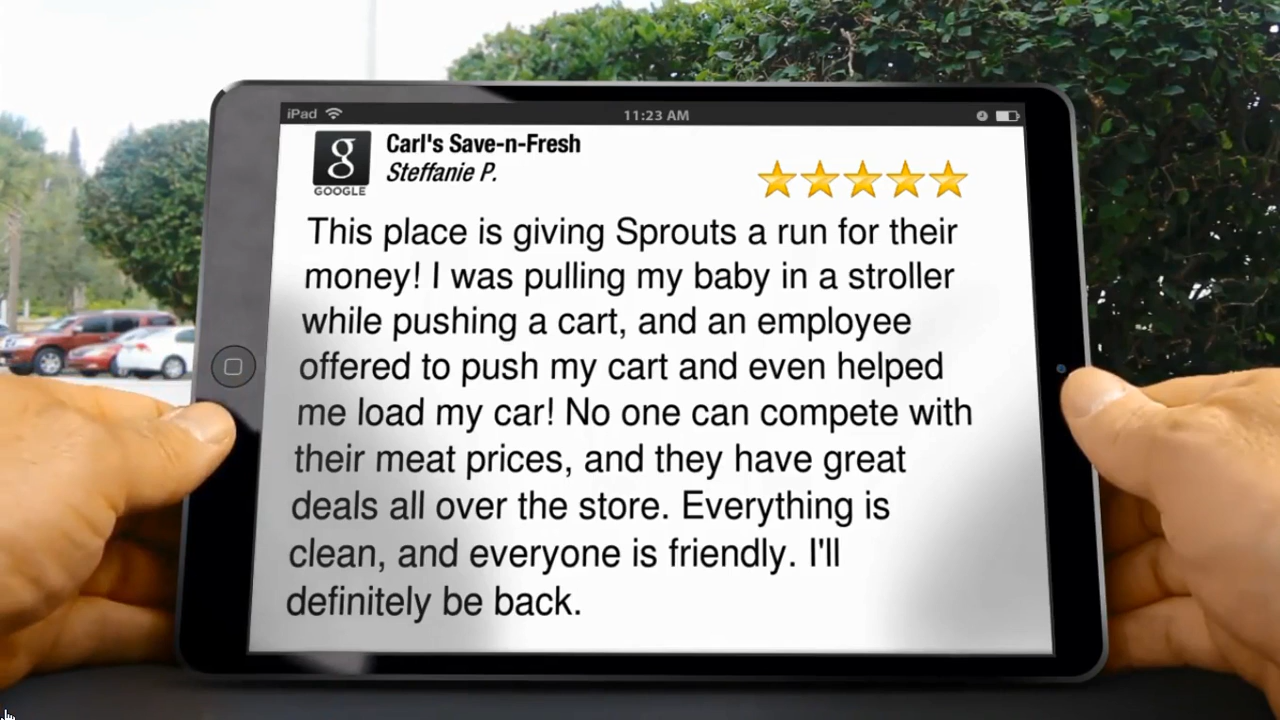 iPad 11:23 AM
g
GOOGLE
Carl's Save-n-Fresh
Steffanie P.
This place is giving Sprouts a run for their
money! I was pulling my baby in a stroller
while pushing a cart, and an employee
offered to push my cart and even helped
me load my car! No one can compete with
their meat prices, and they have great
deals all over the store. Everything is
clean, and everyone is friendly. I'll
definitely be back.